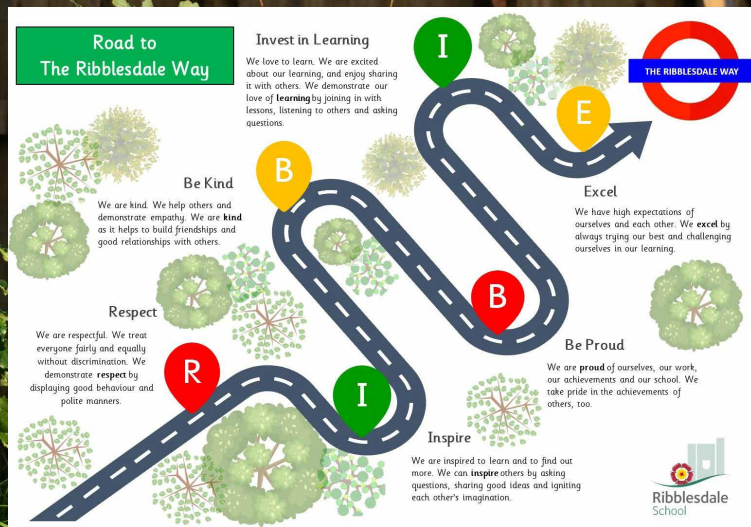 Road to
The Ribblesdale Way
Invest in Learning
We love to learn. We are excited
about our learning, and enjoy sharing
it with others. We demonstrate our
love of learning by joining in with
lessons, listening to others and asking
questions.
I
THE RIBBLESDALE WAY
E
Excel
We have high expectations of
ourselves and each other. We excel by
always trying our best and challenging
ourselves in our learning.
Be Kind
We are kind. We help others and
demonstrate empathy. We are kind
as it helps to build friendships and
good relationships with others.
B
B
Be Proud
We are proud of ourselves, our work,
our achievements and our school. We
take pride in the achievements of
others, too.
Respect
We are respectful. We treat
everyone fairly and equally
without discrimination. We
demonstrate respect by
displaying good behaviour and
polite manners.
R
I
Inspire
We are inspired to learn and to find out
more. We can inspire others by asking
questions, sharing good ideas and igniting
each other's imagination.
Ribblesdale
School